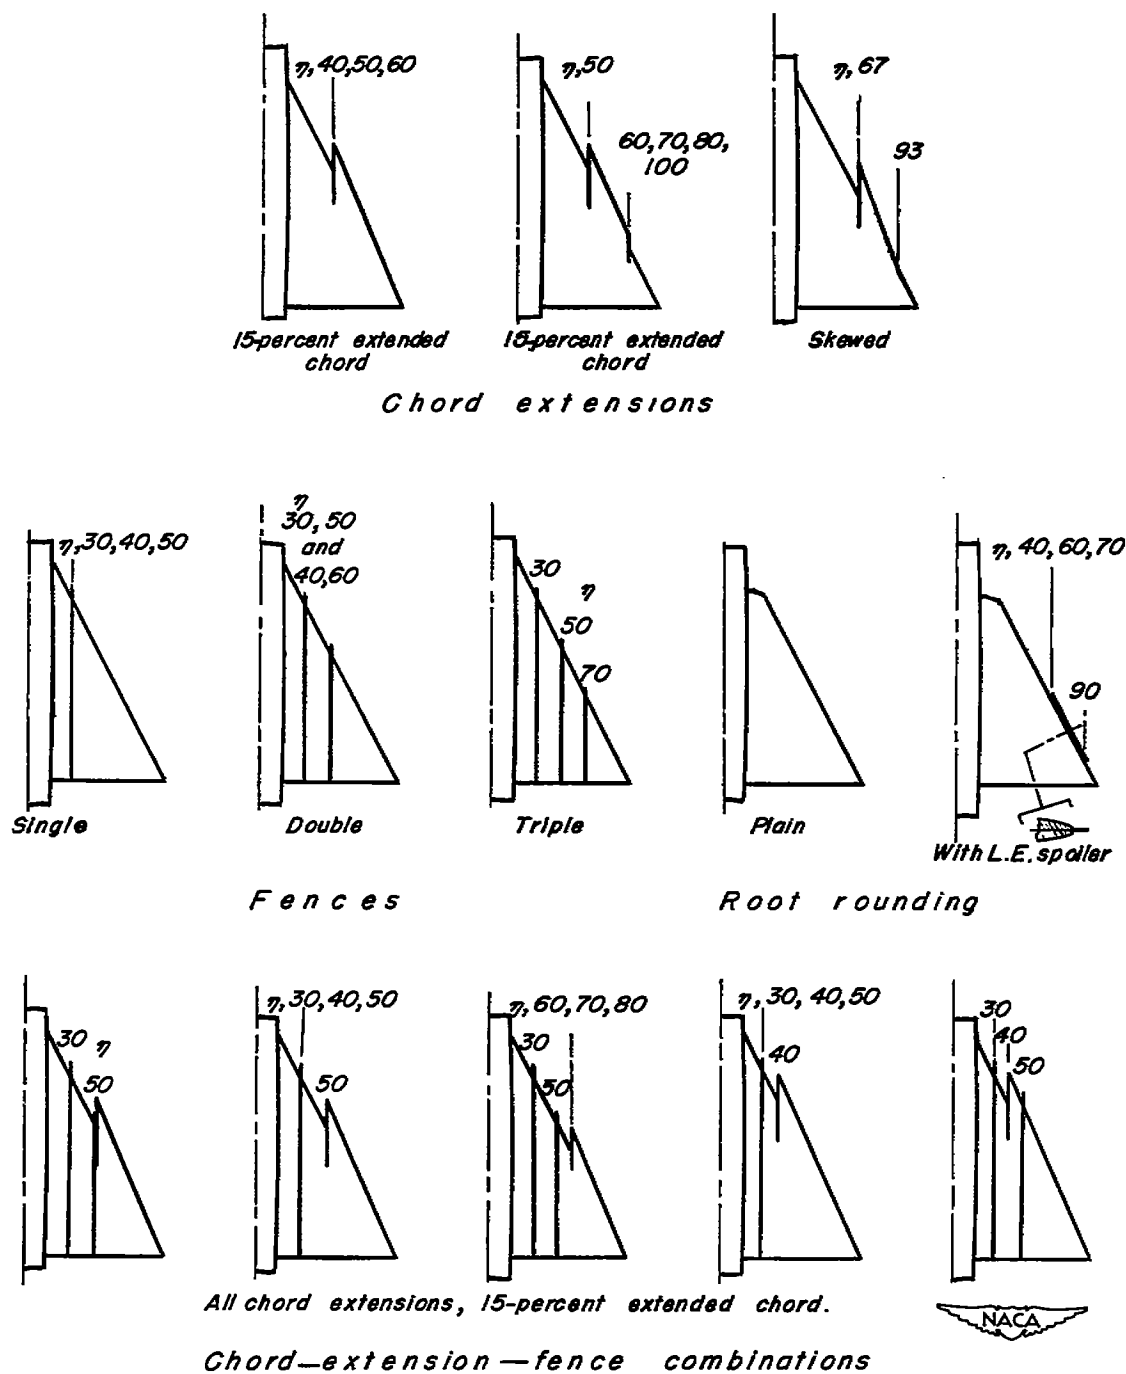 η, 40, 50, 60
η, 50
60, 70, 80,
100
η, 67
93
15-percent extended
chord
15-percent extended
chord
Skewed
Chord extensions
η, 30, 40, 50
η
30, 50
and
40, 60
30
η
50
70
η, 40, 60, 70
90
Single
Double
Triple
Plain
With L.E. spoiler
Fences
Root rounding
30 η
50
η, 30, 40, 50
50
η, 60, 70, 80
30
50
η, 30, 40, 50
40
30
40
50
All chord extensions, 15-percent extended chord.
NACA
Chord—extension—fence combinations